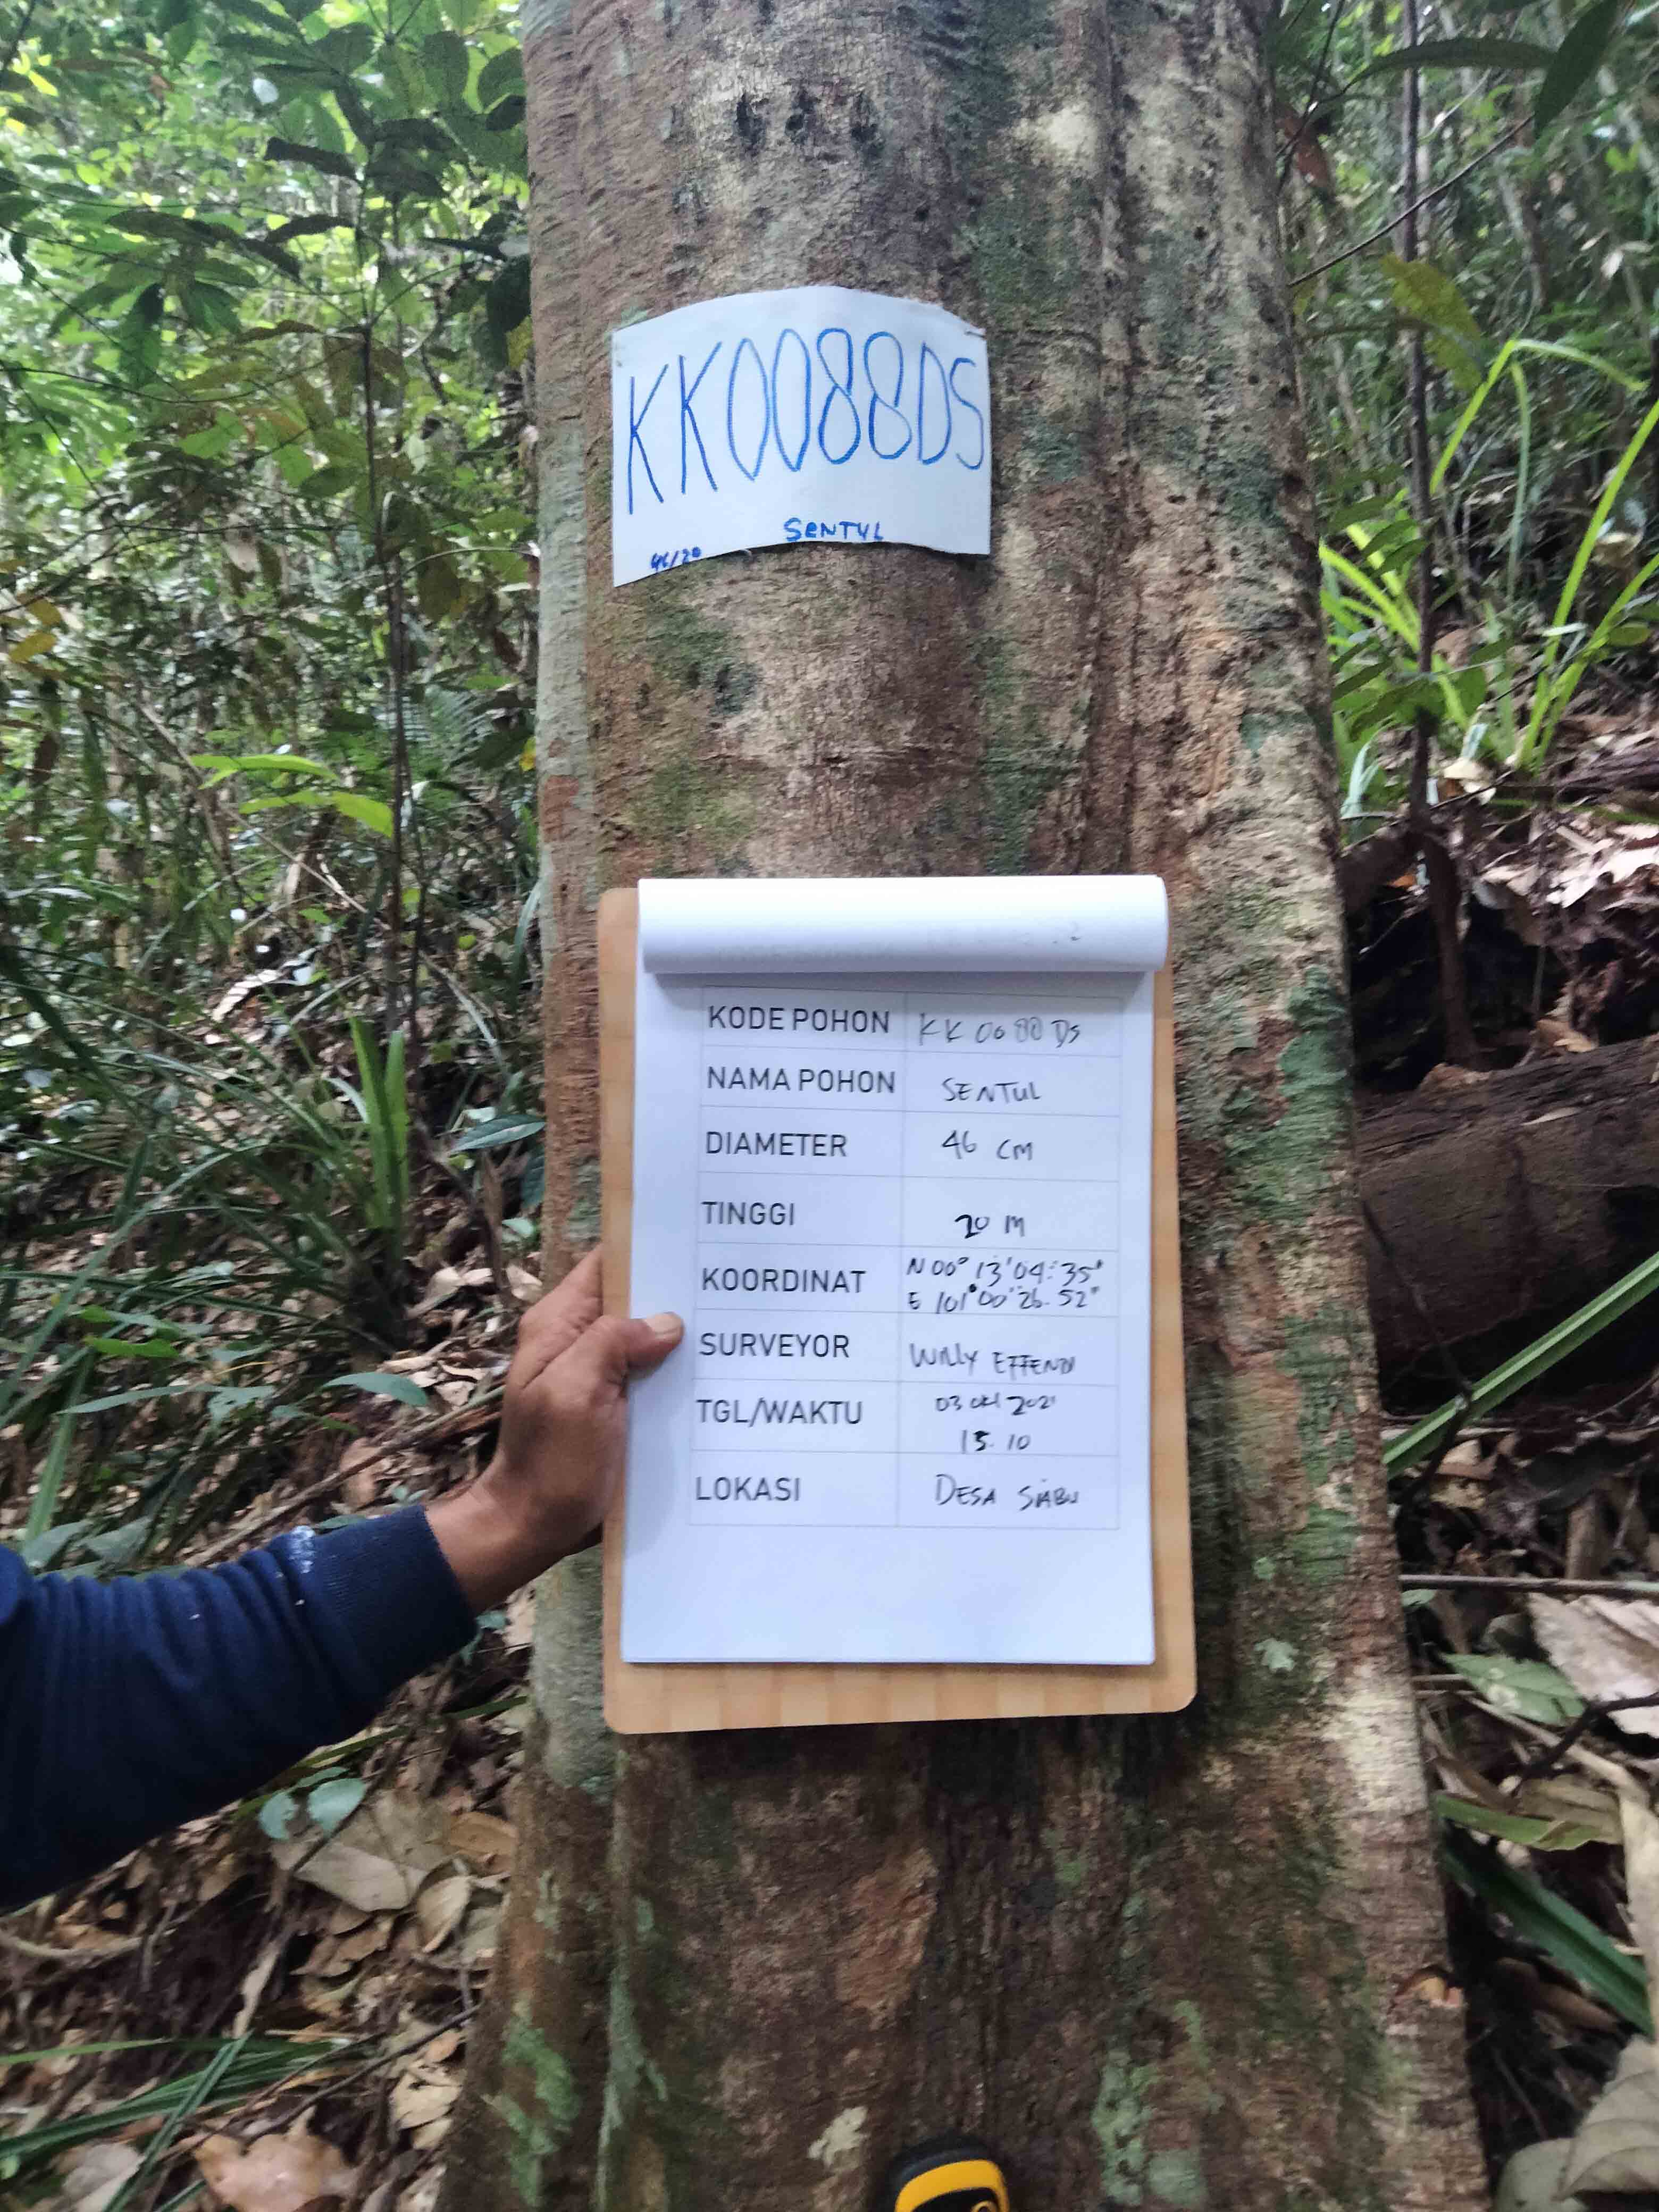 KK0088DS
SENTUL
46/20
KODE POHON KK 0088 DS
NAMA POHON SENTUL
DIAMETER 46 CM
TINGGI 20 M
KOORDINAT N 00° 13' 04.35"
E 101° 00' 26.52"
SURVEYOR WILLY EFFENDI
TGL/WAKTU 03 okt 2021
15.10
LOKASI DESA SIABU